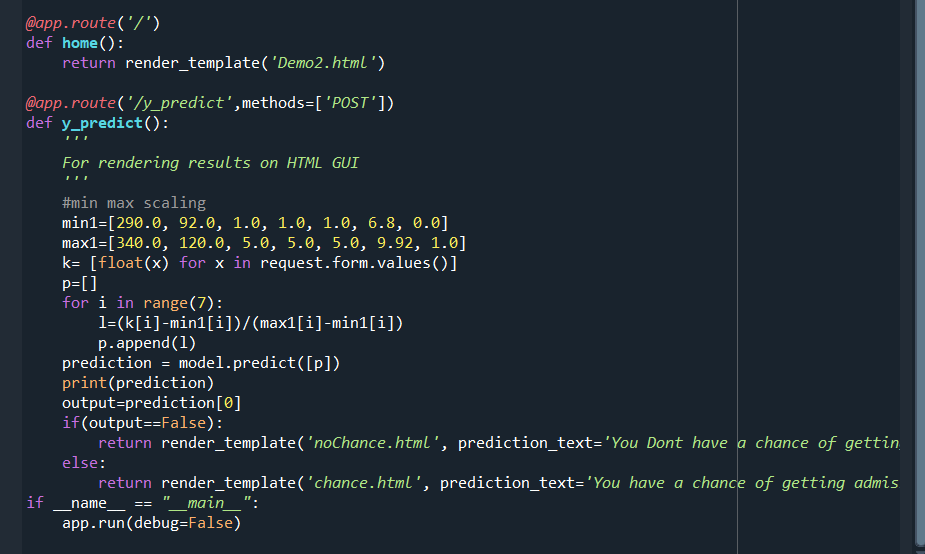 @app.route('/')
def home():
    return render_template('Demo2.html')

@app.route('/y_predict',methods=['POST'])
def y_predict():
    '''
    For rendering results on HTML GUI
    '''
    #min max scaling
    min1=[290.0, 92.0, 1.0, 1.0, 1.0, 6.8, 0.0]
    max1=[340.0, 120.0, 5.0, 5.0, 5.0, 9.92, 1.0]
    k= [float(x) for x in request.form.values()]
    p=[]
    for i in range(7):
        l=(k[i]-min1[i])/(max1[i]-min1[i])
        p.append(l)
    prediction = model.predict([p])
    print(prediction)
    output=prediction[0]
    if(output==False):
        return render_template('noChance.html', prediction_text='You Dont have a chance of gettin
    else:
        return render_template('chance.html', prediction_text='You have a chance of getting admis
if __name__ == "__main__":
    app.run(debug=False)